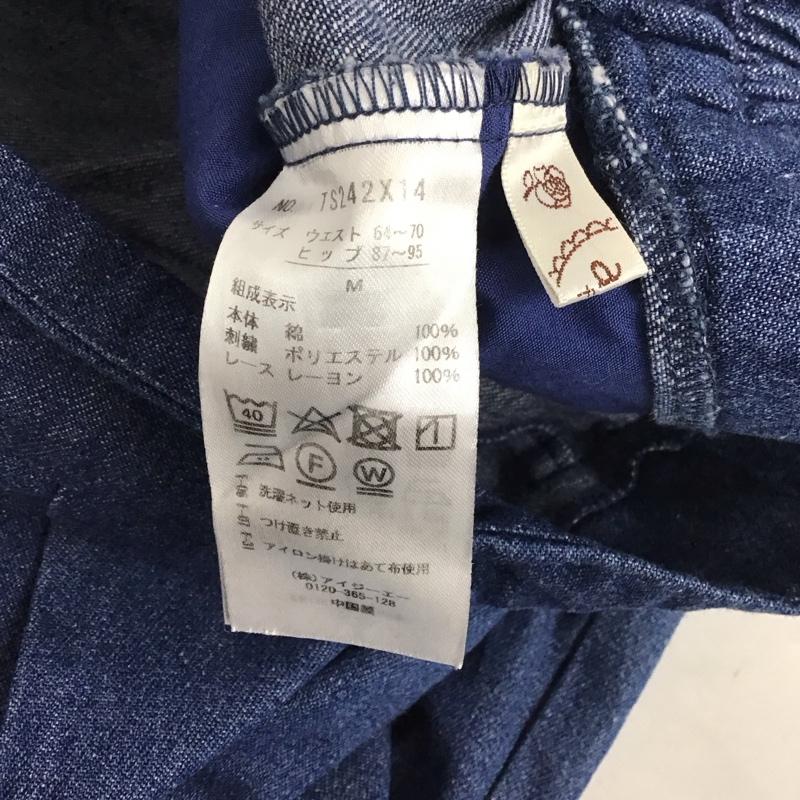 NO. TS242X14
サイズ ウエスト 64～70
ヒップ 87～95
M
組成表示
本体 綿 100%
刺繍 ポリエステル 100%
レース レーヨン 100%
40
F
W
洗濯ネット使用
つけ置き禁止
アイロン掛けはあて布使用
(株)アイジーエー
0120-365-128
中国製